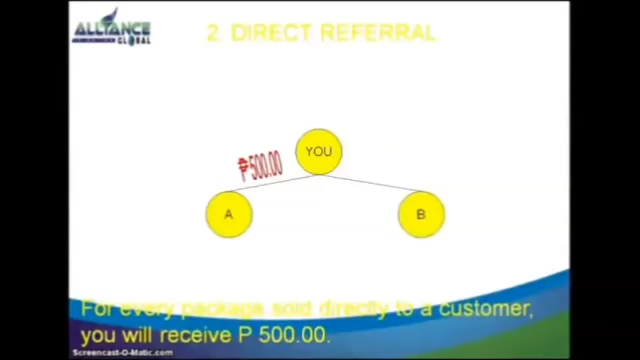 ALLIANCE
GLOBAL
2. DIRECT REFERRAL
YOU
₱500.00
A
B
For every package sold directly to a customer,
you will receive P 500.00.
Screencast-O-Matic.com